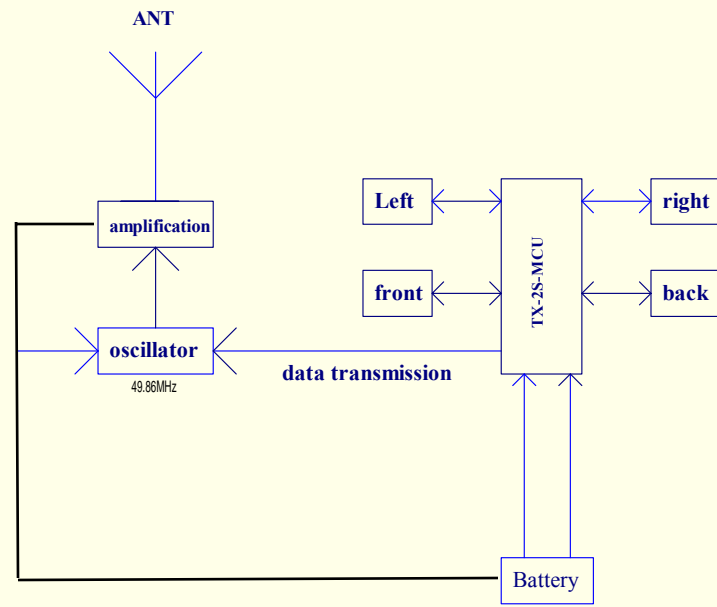 ANT
amplification
oscillator
49.86MHz
data transmission
Left
front
TX-2S-MCU
right
back
Battery